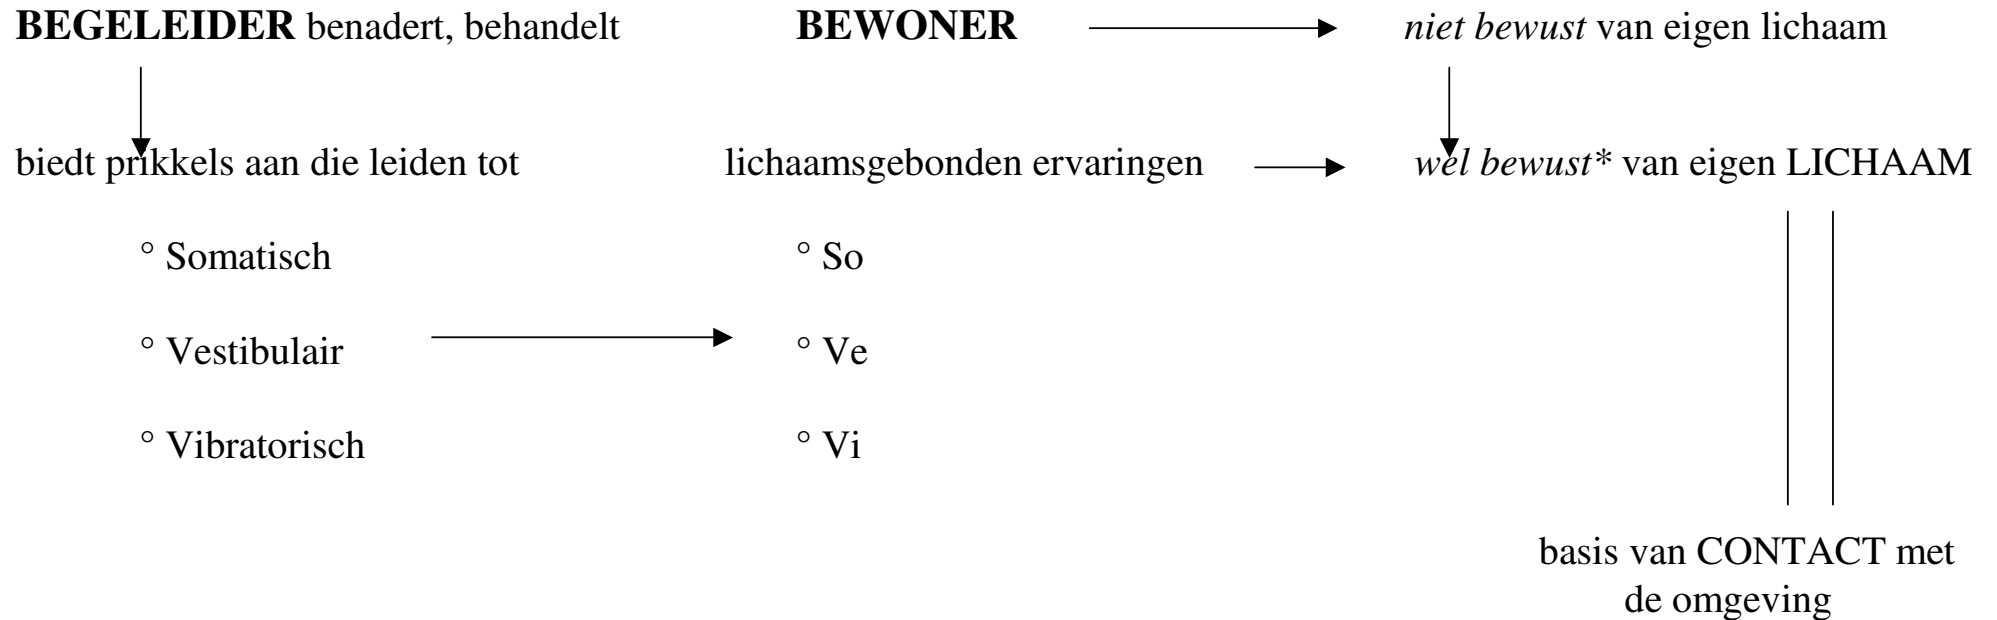 BEGELEIDER benadert, behandelt BEWONER niet bewust van eigen lichaam
biedt prikkels aan die leiden tot lichaamsgebonden ervaringen wel bewust* van eigen LICHAAM
° Somatisch ° So
° Vestibulair ° Ve
° Vibratorisch ° Vi
basis van CONTACT met
de omgeving